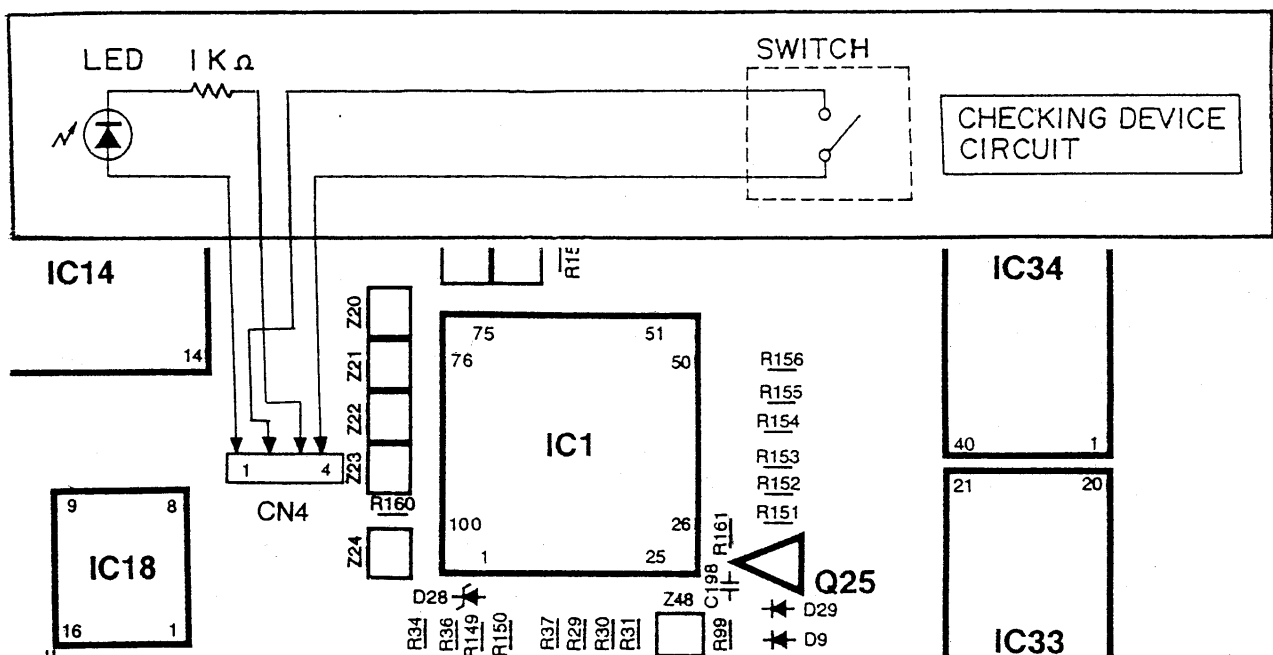 LED
1 K Ω
SWITCH
CHECKING DEVICE
CIRCUIT
IC14
14
Z20
Z21
Z22
Z23
R160
Z24
75
51
76
50
IC1
100
26
1
25
1
4
CN4
9
8
IC18
16
1
R156
R155
R154
R153
R152
R151
R161
C198
Q25
D28
Z48
D29
D9
R34
R36
R149
R150
R37
R29
R30
R31
R99
IC34
40
1
21
20
IC33